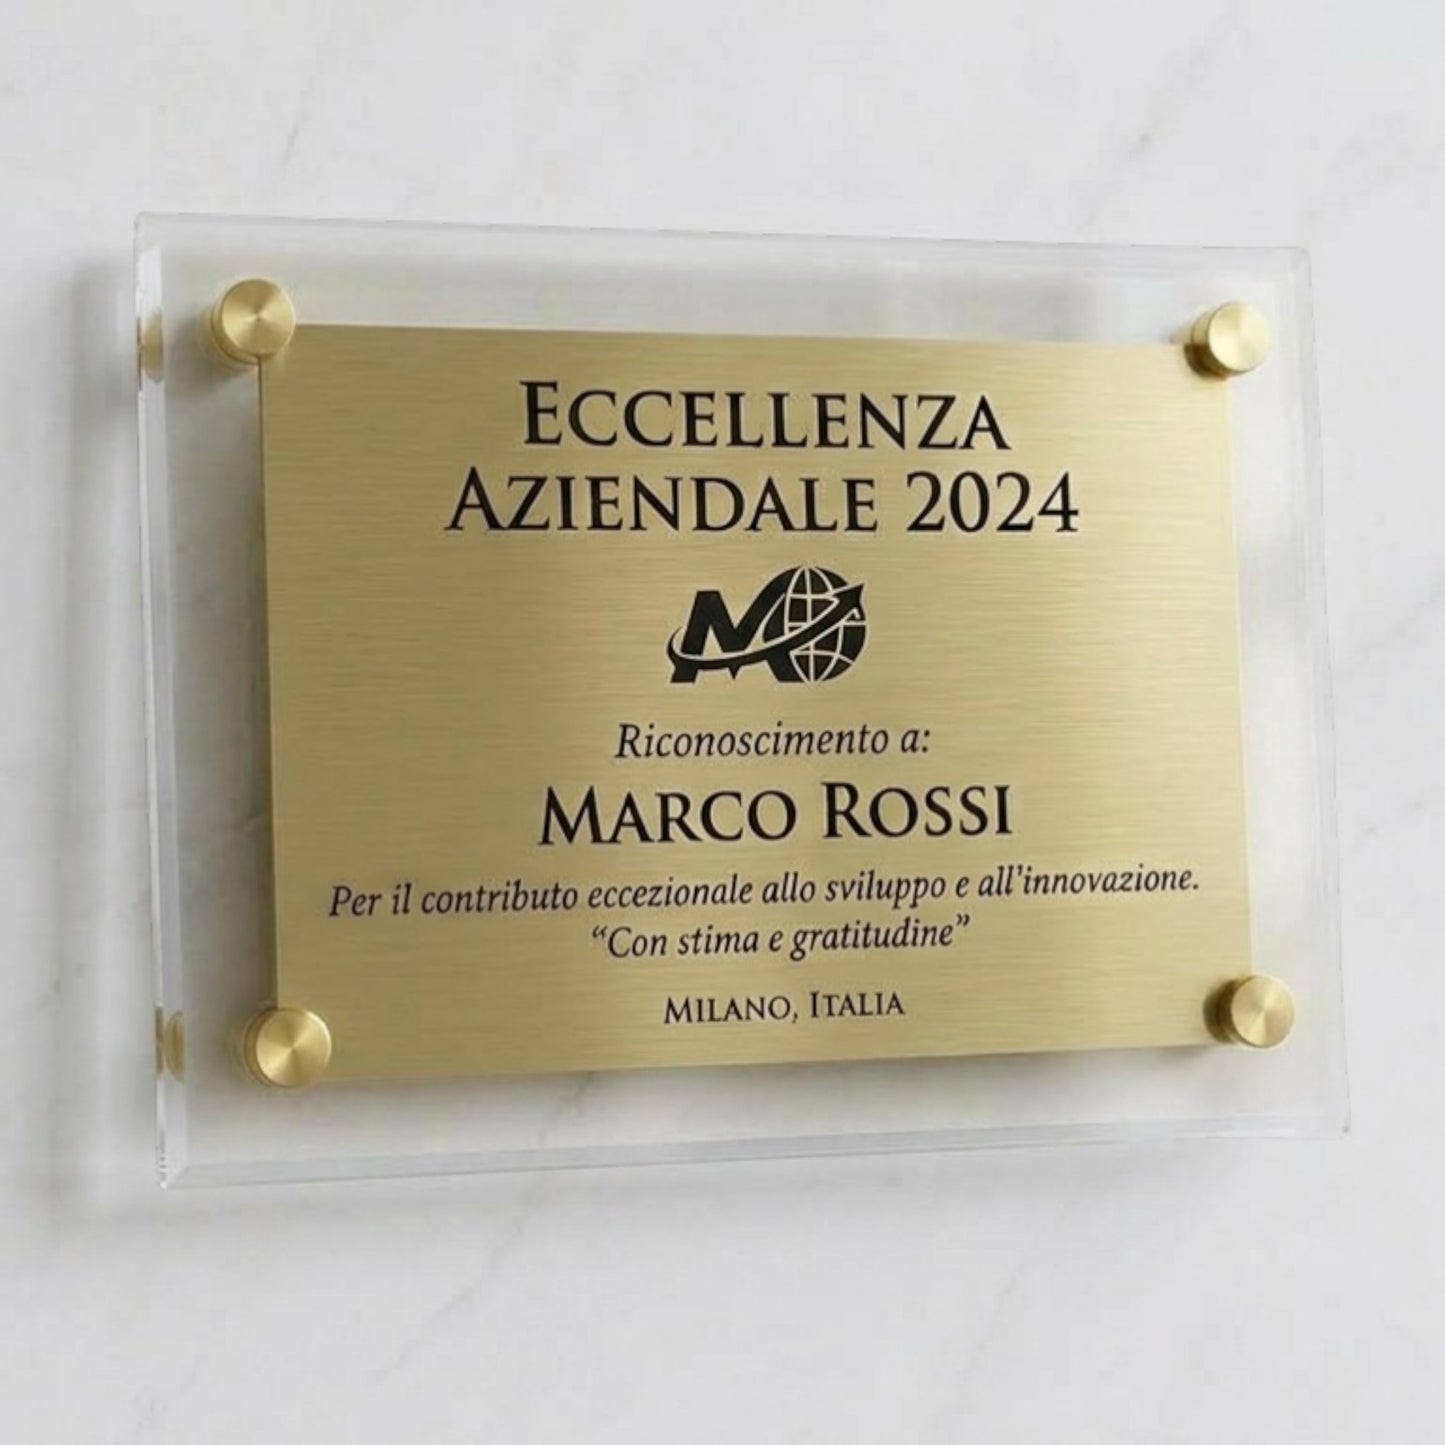 Eccellenza
Aziendale 2024
Riconoscimento a:
Marco Rossi
Per il contributo eccezionale allo sviluppo e all’innovazione.
“Con stima e gratitudine”
Milano, Italia